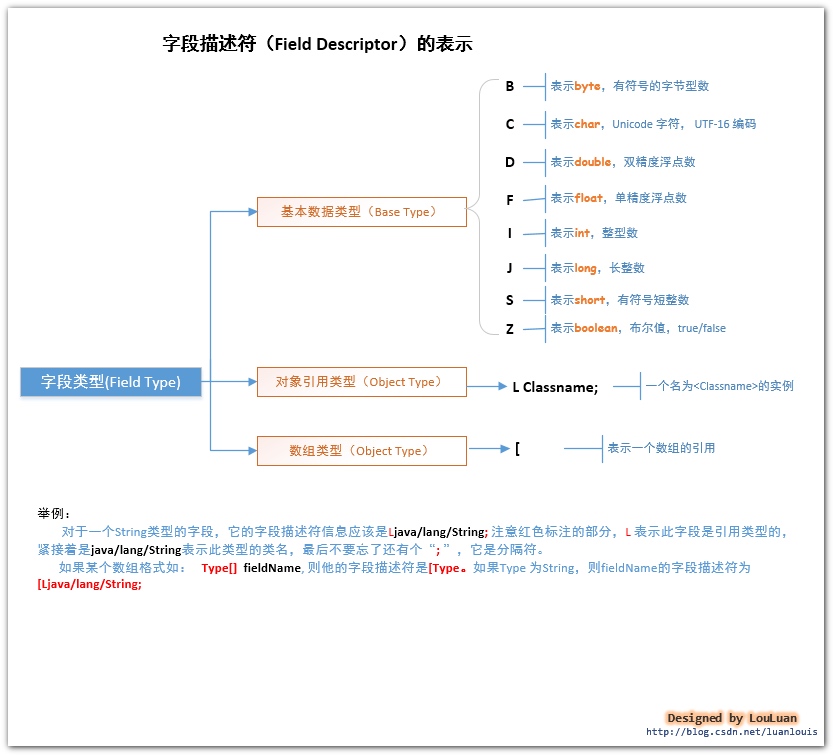 字段描述符（Field Descriptor）的表示
B 表示byte，有符号的字节型数
C 表示char，Unicode 字符， UTF-16 编码
D 表示double，双精度浮点数
F 表示float，单精度浮点数
基本数据类型（Base Type）
I 表示int，整型数
J 表示long，长整数
S 表示short，有符号短整数
Z 表示boolean，布尔值，true/false
字段类型(Field Type)
对象引用类型（Object Type）
L Classname;
一个名为<Classname>的实例
数组类型（Object Type）
[
表示一个数组的引用
举例：
对于一个String类型的字段，它的字段描述符信息应该是Ljava/lang/String; 注意红色标注的部分，L 表示此字段是引用类型的，
紧接着是java/lang/String表示此类型的类名，最后不要忘了还有个“；”，它是分隔符。
如果某个数组格式如： Type[] fieldName, 则他的字段描述符是[Type。如果Type 为String，则fieldName的字段描述符为
[Ljava/lang/String;
Designed by LouLuan
http://blog.csdn.net/luanlouis